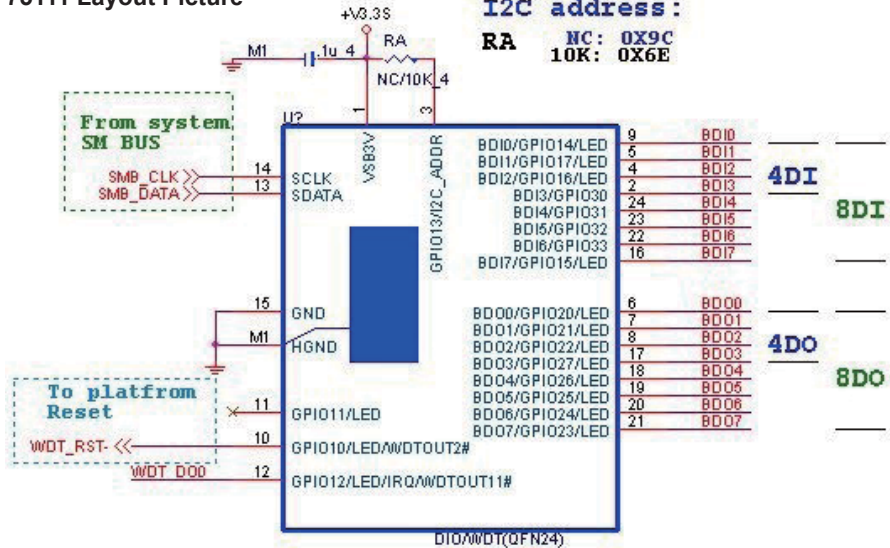 75111 Layout Picture
I2C address:
RA NC: 0X9C
10K: 0X6E
+V3.3S
M1 .1u_4 RA
NC/10K_4
U?
1 3
VSB3V
GPIO13/I2C_ADDR
From system
SM BUS
SMB_CLK 14 SCLK
SMB_DATA 13 SDATA
15 GND
M1 HGND
To platfrom
Reset
11 GPIO11/LED
WDT_RST- 10 GPIO10/LED/WDTOUT2#
WDT_DO0 12 GPIO12/LED/IRQ/WDTOUT11#
BDI0/GPIO14/LED 9 BDI0
BDI1/GPIO17/LED 5 BDI1
BDI2/GPIO16/LED 4 BDI2
BDI3/GPIO30 2 BDI3
BDI4/GPIO31 24 BDI4
BDI5/GPIO32 23 BDI5
BDI6/GPIO33 22 BDI6
BDI7/GPIO15/LED 16 BDI7
4DI
8DI
BDO0/GPIO20/LED 6 BDO0
BDO1/GPIO21/LED 7 BDO1
BDO2/GPIO22/LED 8 BDO2
BDO3/GPIO27/LED 17 BDO3
BDO4/GPIO26/LED 18 BDO4
BDO5/GPIO25/LED 19 BDO5
BDO6/GPIO24/LED 20 BDO6
BDO7/GPIO23/LED 21 BDO7
4DO
8DO
DIO/WDT(QFN24)